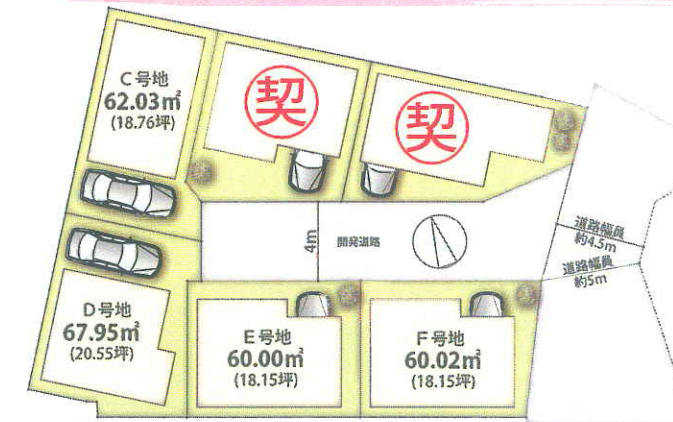 C号地
62.03㎡
(18.76坪)
契
契
4m
開発道路
道路幅員
約4.5m
道路幅員
約5m
D号地
67.95㎡
(20.55坪)
E号地
60.00㎡
(18.15坪)
F号地
60.02㎡
(18.15坪)